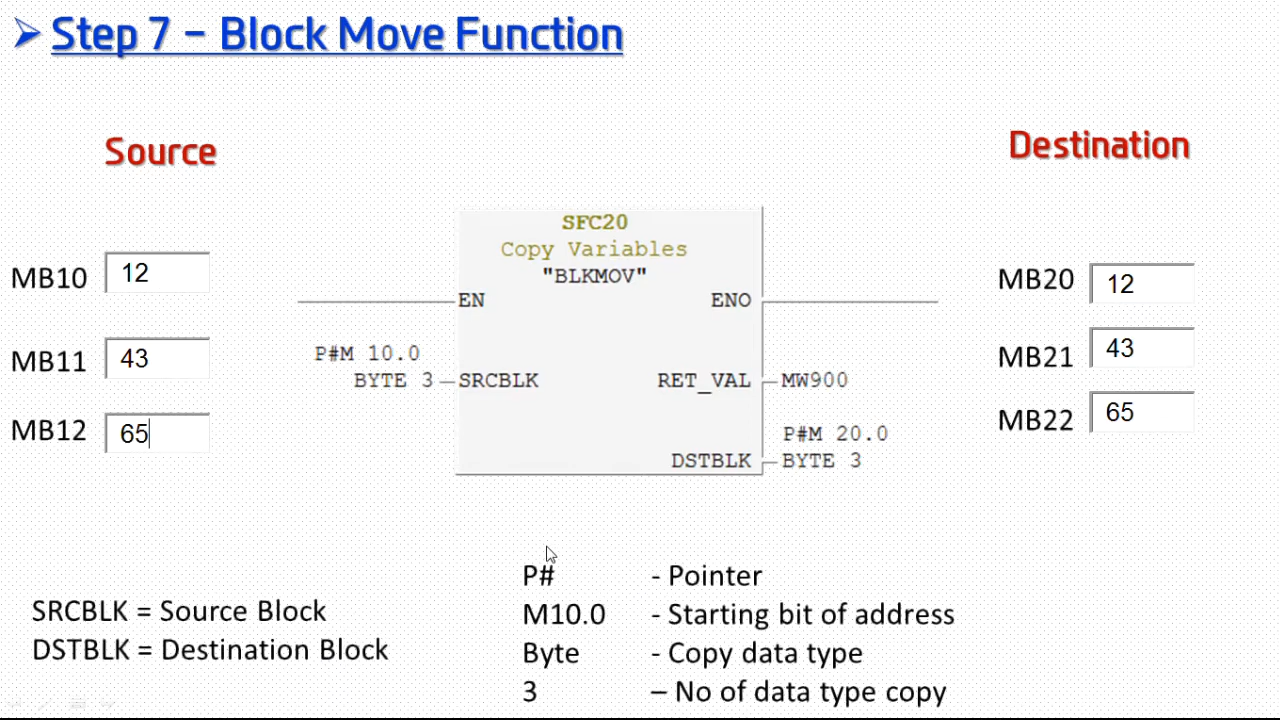 Step 7 – Block Move Function
Source
Destination
SFC20
Copy Variables
"BLKMOV"
MB10 12
EN ENO
MB20 12
P#M 10.0
MB11 43
BYTE 3 SRCBLK RET_VAL MW900
MB21 43
MB12 65
P#M 20.0
DSTBLK BYTE 3
MB22 65
SRCBLK = Source Block
DSTBLK = Destination Block
P# - Pointer
M10.0 - Starting bit of address
Byte - Copy data type
3 – No of data type copy